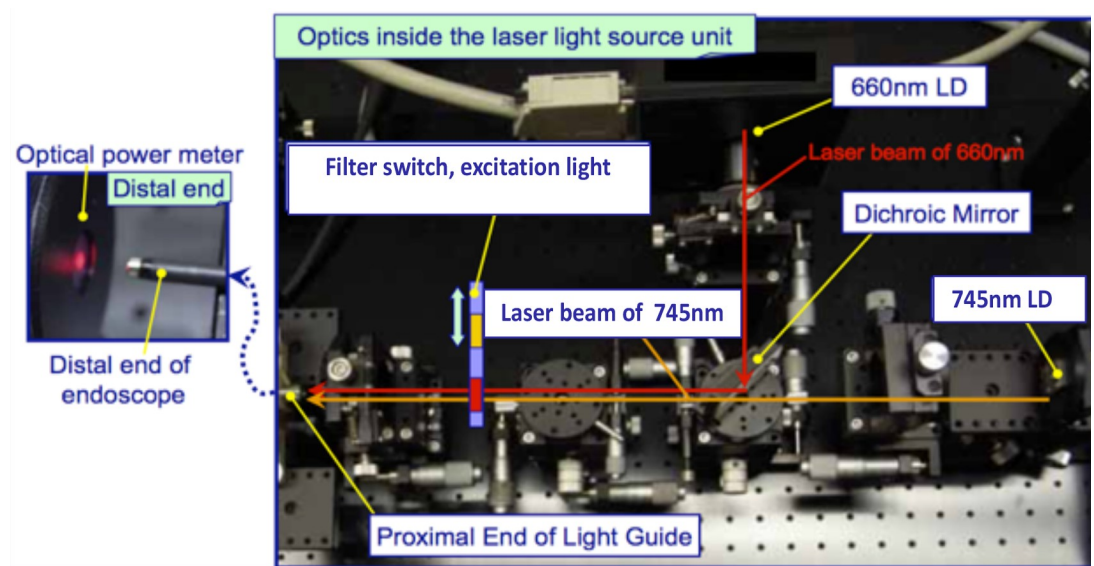 Optics inside the laser light source unit
660nm LD
Optical power meter
Filter switch, excitation light
Laser beam of 660nm
Distal end
Dichroic Mirror
Laser beam of 745nm
745nm LD
Distal end of
endoscope
Proximal End of Light Guide